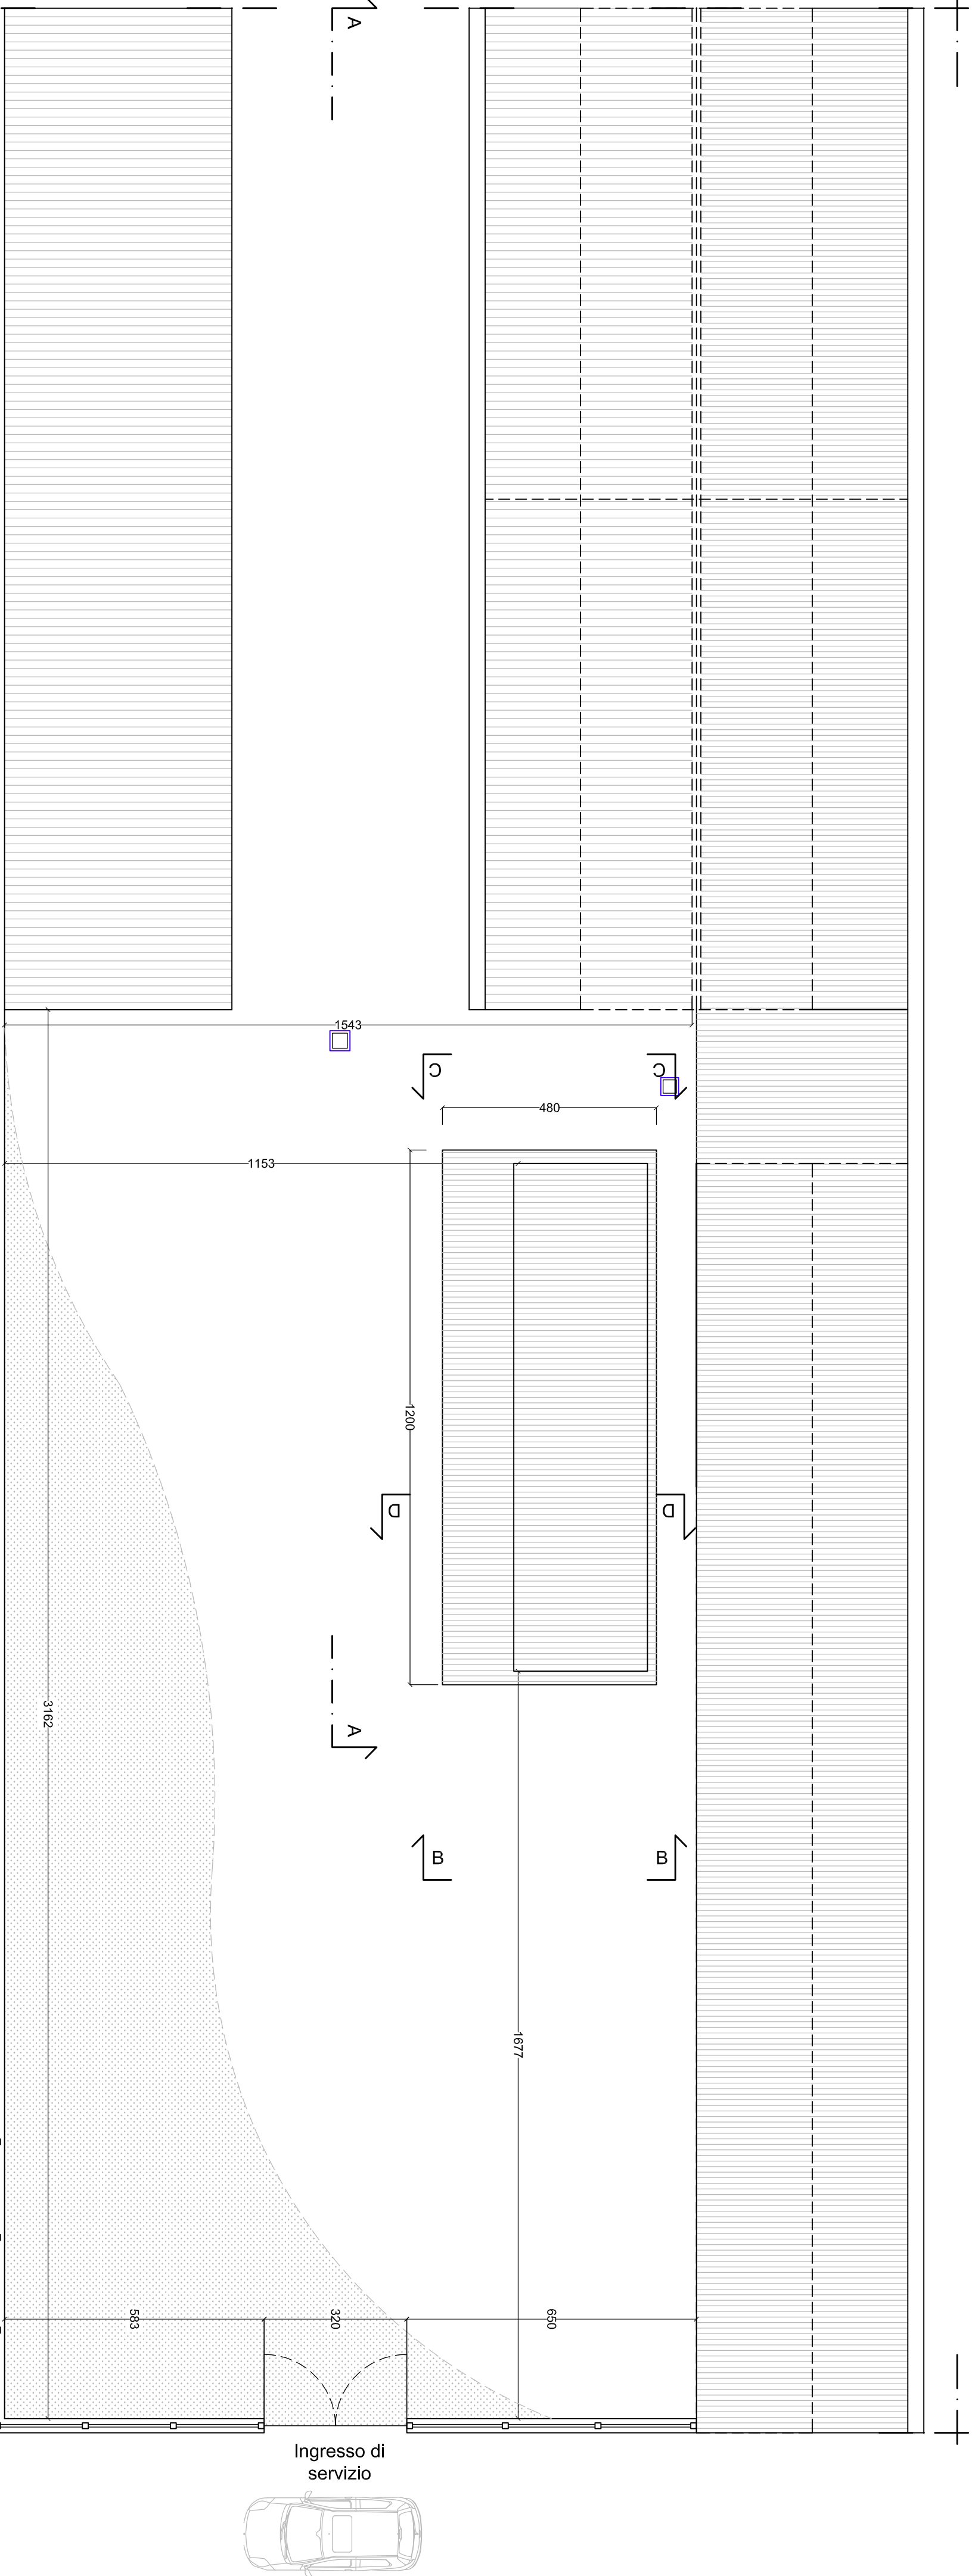 A
1543
C
C
480
1153
1200
D
D
3162
A
B
B
1677
583
320
650
Ingresso di
servizio